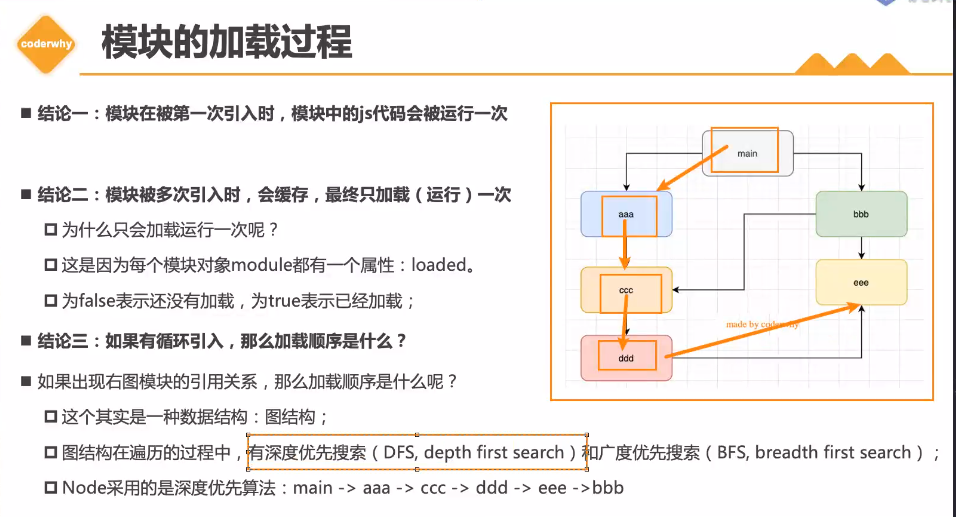 coderwhy
模块的加载过程
结论一：模块在被第一次引入时，模块中的js代码会被运行一次
结论二：模块被多次引入时，会缓存，最终只加载（运行）一次
为什么只会加载运行一次呢？
这是因为每个模块对象module都有一个属性：loaded。
为false表示还没有加载，为true表示已经加载；
结论三：如果有循环引入，那么加载顺序是什么？
如果出现右图模块的引用关系，那么加载顺序是什么呢？
这个其实是一种数据结构：图结构；
图结构在遍历的过程中，有深度优先搜索（DFS, depth first search）和广度优先搜索（BFS, breadth first search）；
Node采用的是深度优先算法：main -> aaa -> ccc -> ddd -> eee ->bbb
main
aaa
bbb
ccc
eee
made by coderwhy
ddd